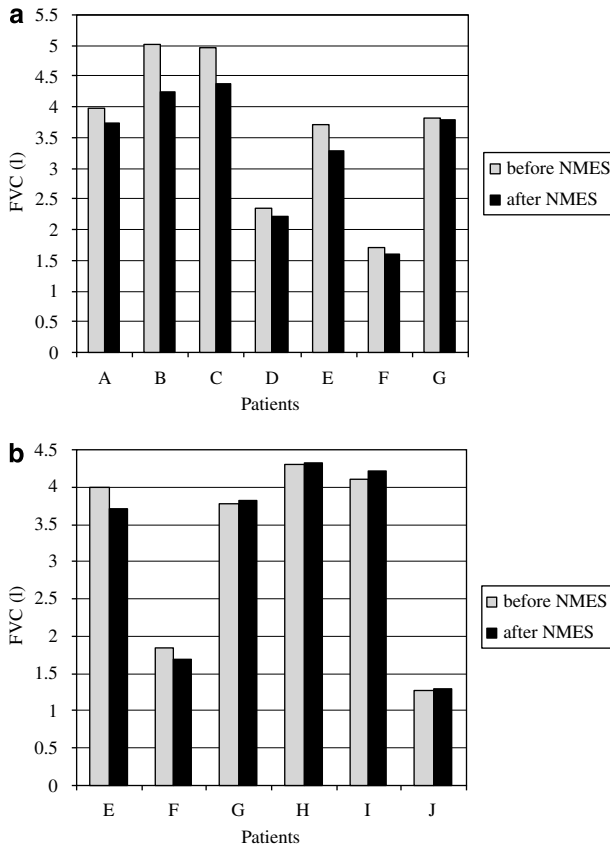 a
5.5
5
4.5
4
3.5
3
2.5
2
1.5
1
0.5
0
FVC (l)
A B C D E F G
Patients
before NMES
after NMES
b
4.5
4
3.5
3
2.5
2
1.5
1
0.5
0
FVC (l)
E F G H I J
Patients
before NMES
after NMES